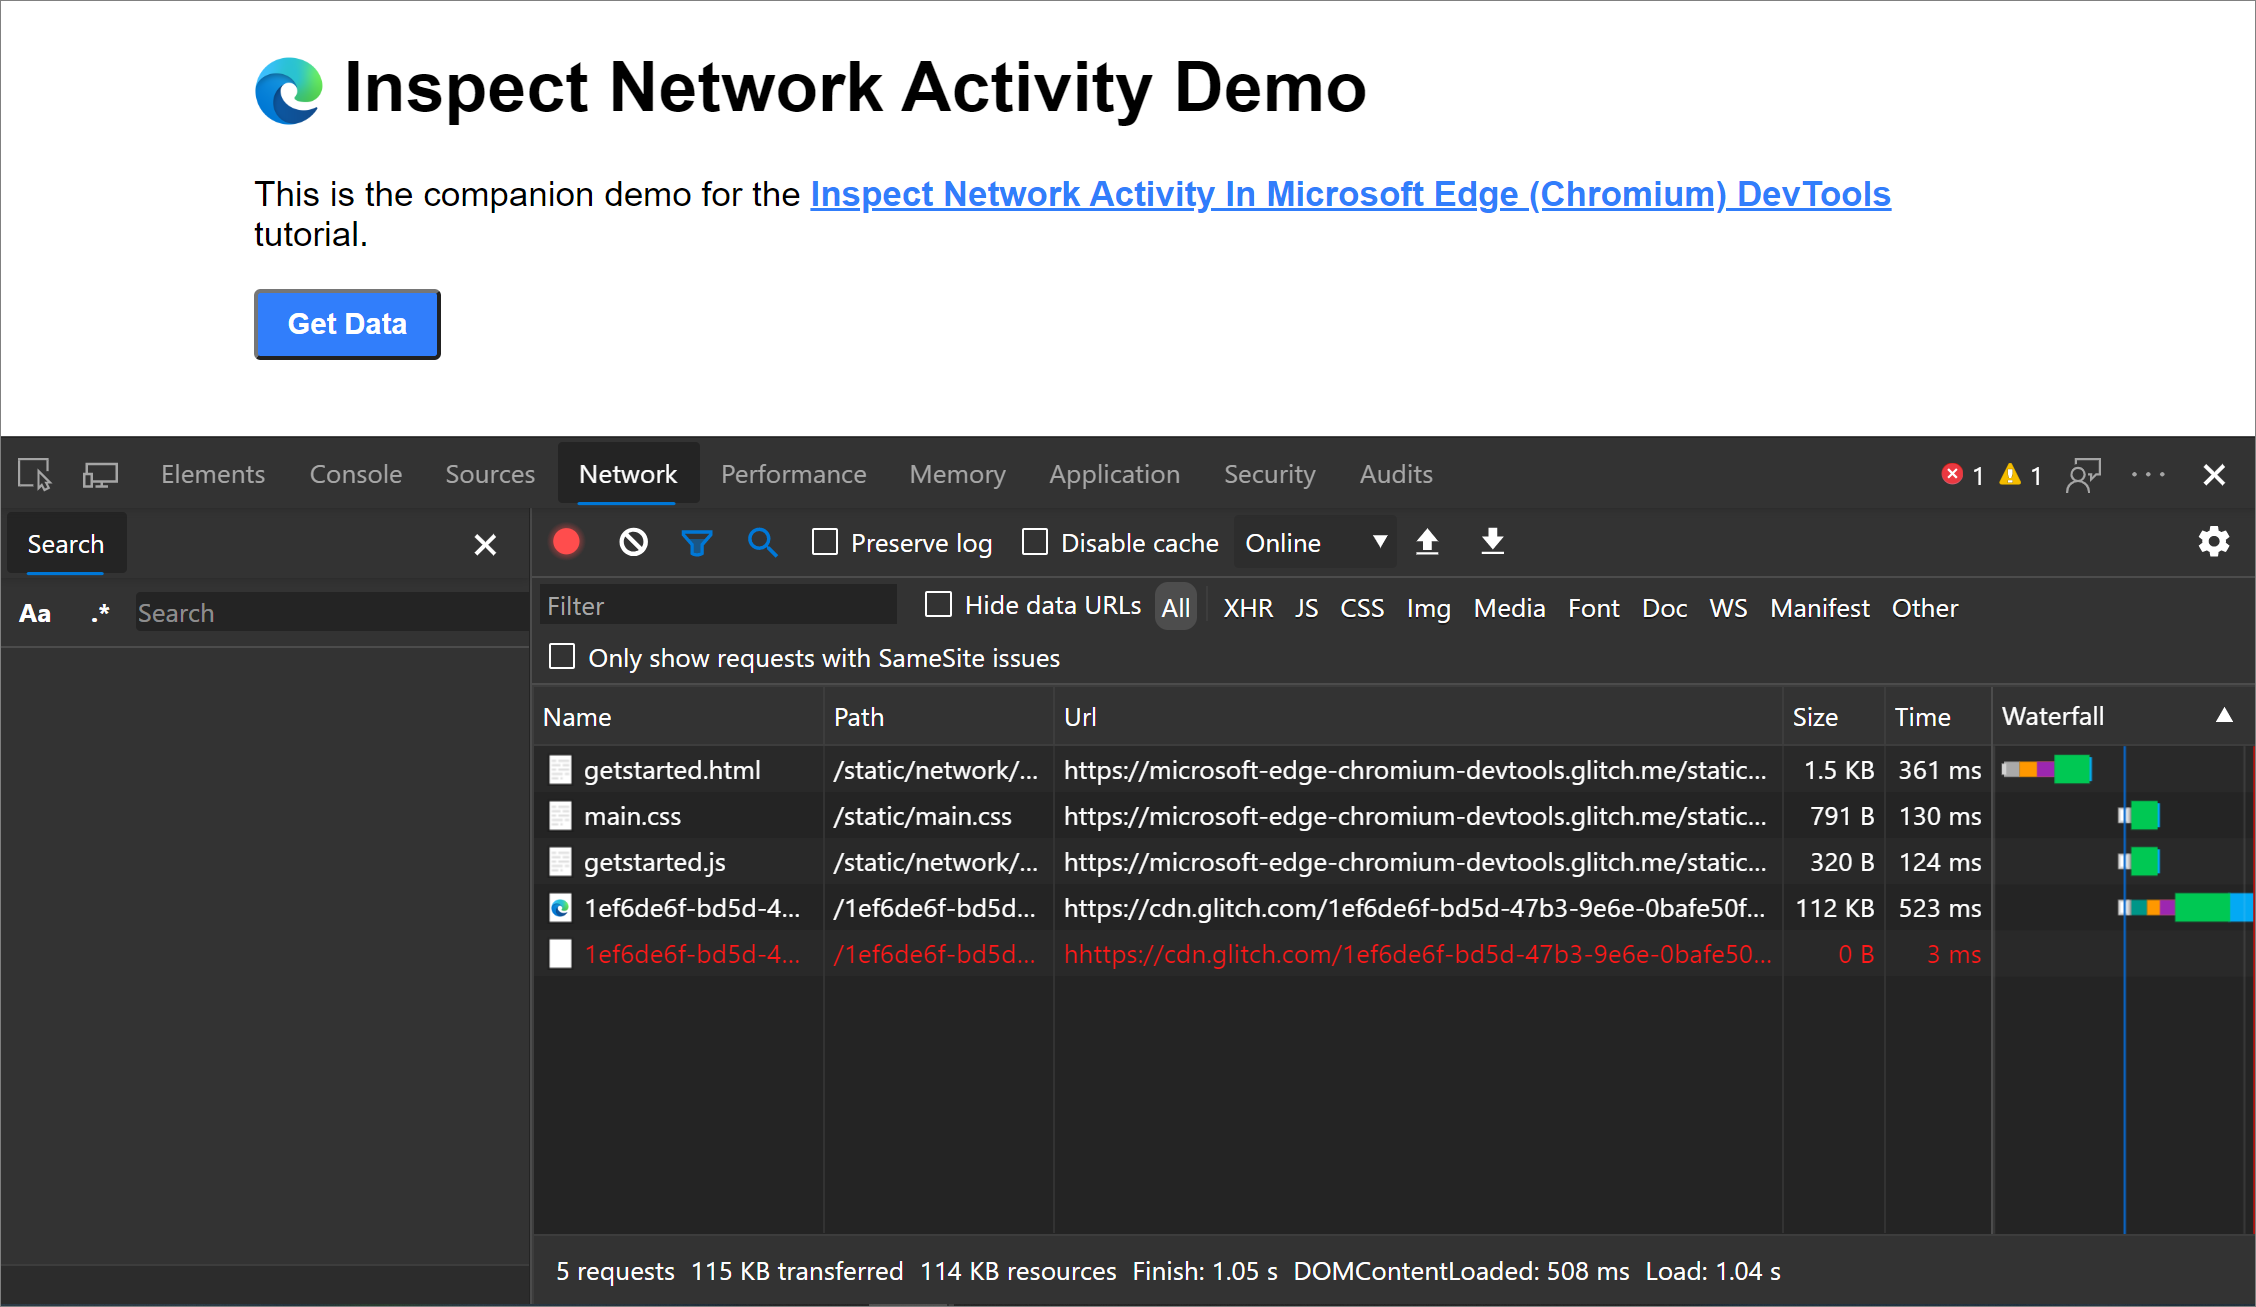 Inspect Network Activity Demo
This is the companion demo for the Inspect Network Activity In Microsoft Edge (Chromium) DevTools
tutorial.
Get Data
Elements Console Sources Network Performance Memory Application Security Audits 1 1
Search
Aa .* Search
Preserve log Disable cache Online
Filter Hide data URLs All XHR JS CSS Img Media Font Doc WS Manifest Other
Only show requests with SameSite issues
Name Path Url Size Time Waterfall
getstarted.html /static/network/... https://microsoft-edge-chromium-devtools.glitch.me/static... 1.5 KB 361 ms
main.css /static/main.css https://microsoft-edge-chromium-devtools.glitch.me/static... 791 B 130 ms
getstarted.js /static/network/... https://microsoft-edge-chromium-devtools.glitch.me/static... 320 B 124 ms
1ef6de6f-bd5d-4... /1ef6de6f-bd5d... https://cdn.glitch.com/1ef6de6f-bd5d-47b3-9e6e-0bafe50f... 112 KB 523 ms
1ef6de6f-bd5d-4... /1ef6de6f-bd5d... hhttps://cdn.glitch.com/1ef6de6f-bd5d-47b3-9e6e-0bafe50... 0 B 3 ms
5 requests 115 KB transferred 114 KB resources Finish: 1.05 s DOMContentLoaded: 508 ms Load: 1.04 s